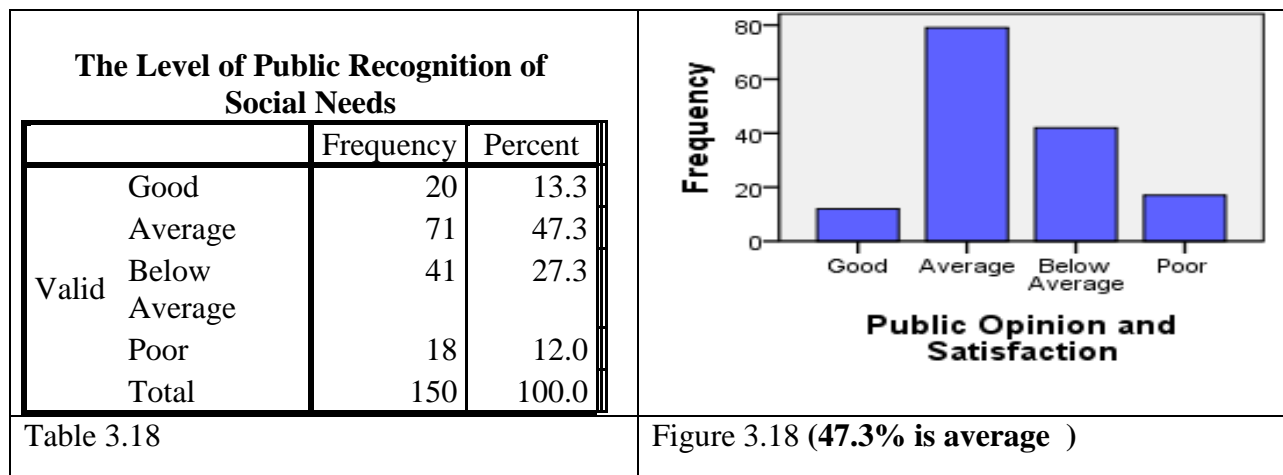 The Level of Public Recognition of
Social Needs
Frequency Percent
Valid
Good 20 13.3
Average 71 47.3
Below
Average 41 27.3
Poor 18 12.0
Total 150 100.0
Table 3.18
Frequency
80
60
40
20
0
Good Average Below
Average Poor
Public Opinion and
Satisfaction
Figure 3.18 (47.3% is average )